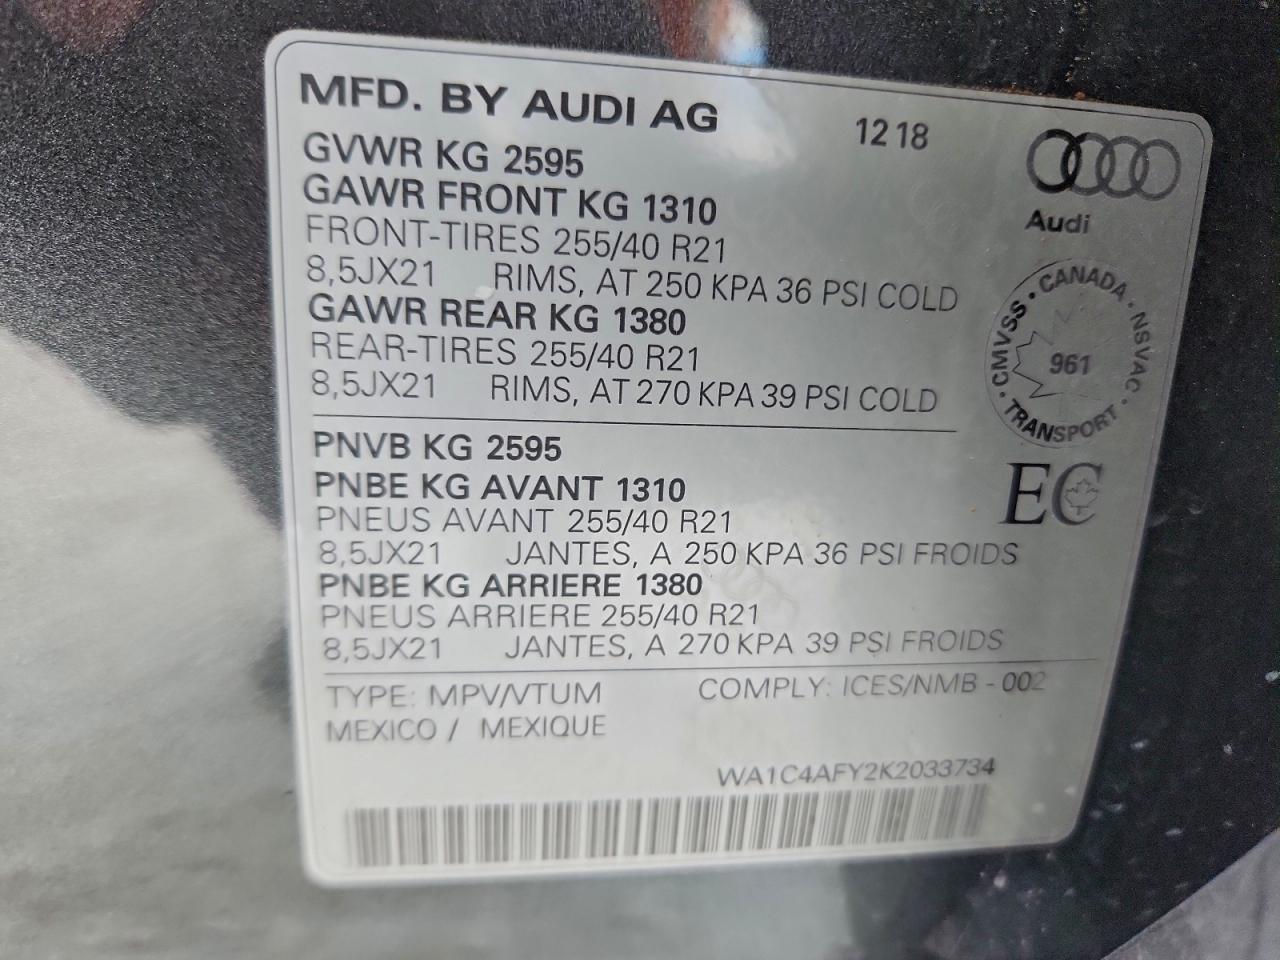 MFD. BY AUDI AG
12 18
GVWR KG 2595
GAWR FRONT KG 1310
Audi
FRONT-TIRES 255/40 R21
8,5JX21 RIMS, AT 250 KPA 36 PSI COLD
GAWR REAR KG 1380
REAR-TIRES 255/40 R21
8,5JX21 RIMS, AT 270 KPA 39 PSI COLD
CMVSS · CANADA · NSVAC · TRANSPORT ·
961
PNVB KG 2595
PNBE KG AVANT 1310
EC
PNEUS AVANT 255/40 R21
8,5JX21 JANTES, A 250 KPA 36 PSI FROIDS
PNBE KG ARRIERE 1380
PNEUS ARRIERE 255/40 R21
8,5JX21 JANTES, A 270 KPA 39 PSI FROIDS
TYPE: MPV/VTUM COMPLY: ICES/NMB - 002
MEXICO / MEXIQUE
WA1C4AFY2K2033734